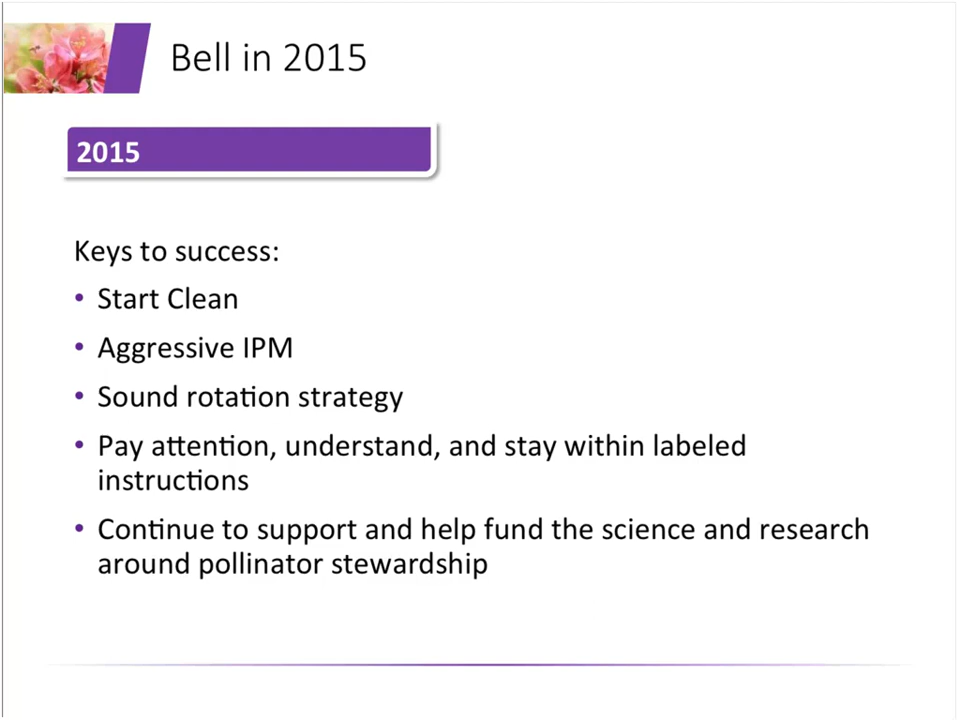 Bell in 2015
2015
Keys to success:
• Start Clean
• Aggressive IPM
• Sound rotation strategy
• Pay attention, understand, and stay within labeled
instructions
• Continue to support and help fund the science and research
around pollinator stewardship